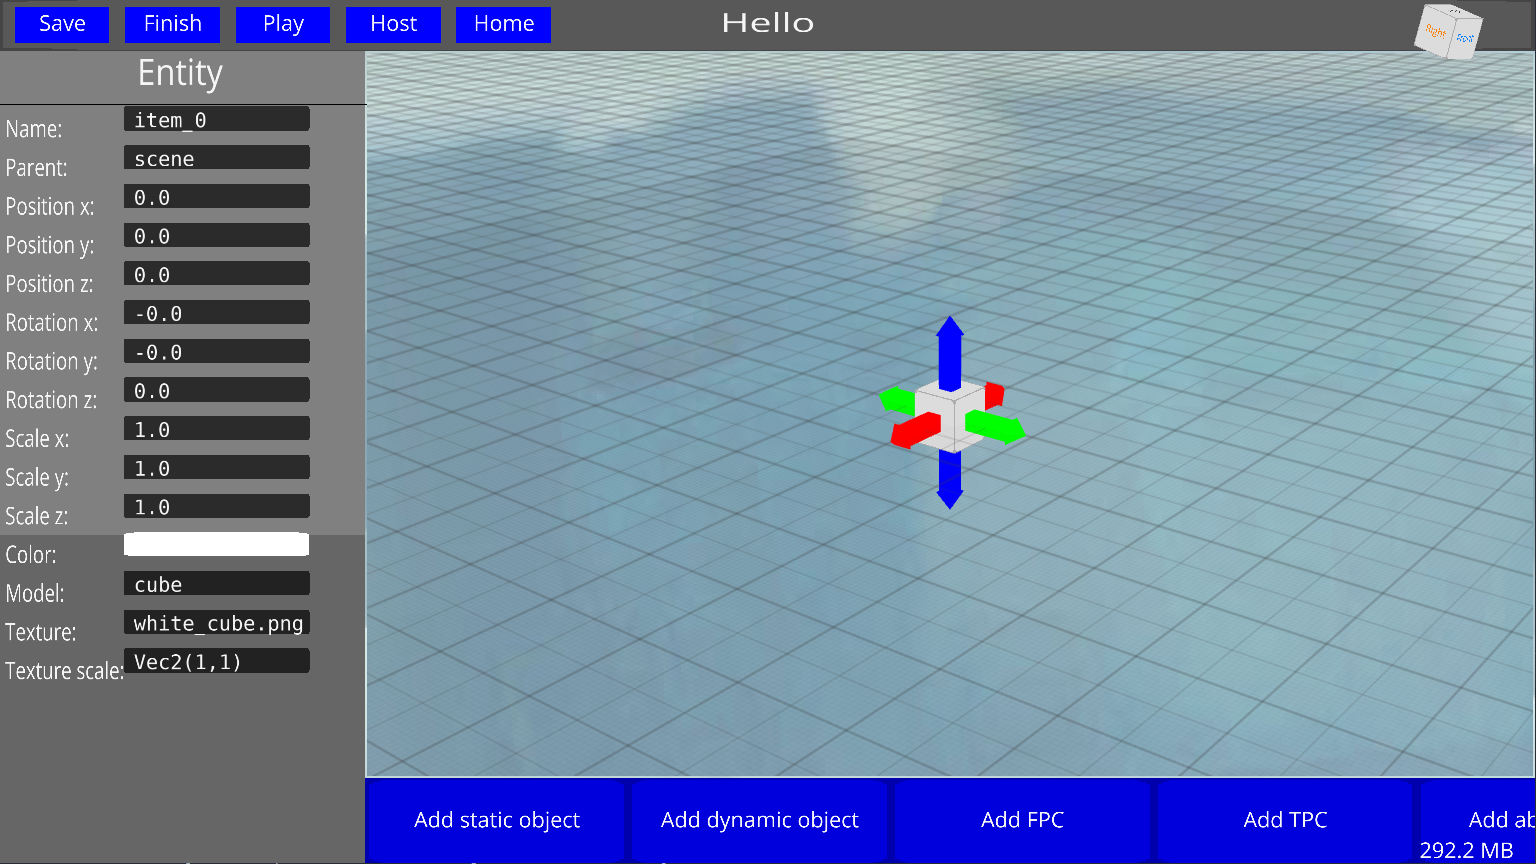 Save Finish Play Host Home Hello
Right Front
Entity
Name: item_0
Parent: scene
Position x: 0.0
Position y: 0.0
Position z: 0.0
Rotation x: -0.0
Rotation y: -0.0
Rotation z: 0.0
Scale x: 1.0
Scale y: 1.0
Scale z: 1.0
Color:
Model: cube
Texture: white_cube.png
Texture scale: Vec2(1,1)
Add static object Add dynamic object Add FPC Add TPC Add ab
292.2 MB